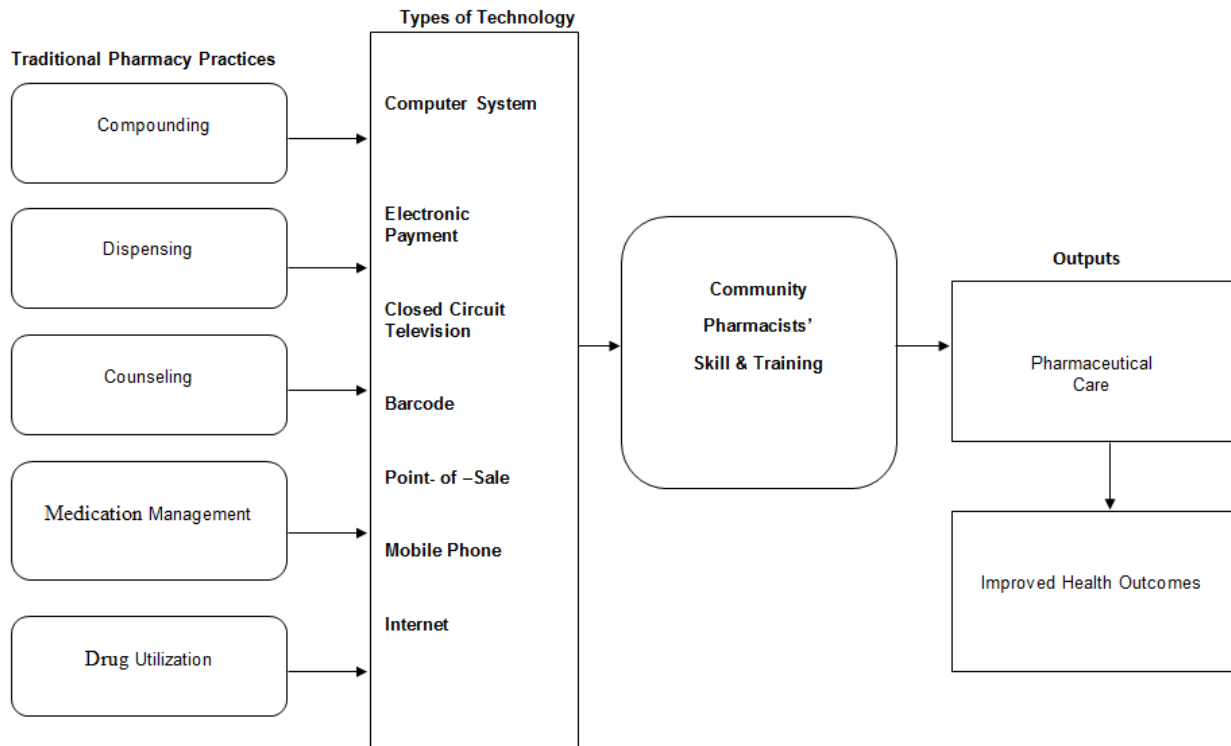 Types of Technology
Traditional Pharmacy Practices
Compounding
Dispensing
Counseling
Medication Management
Drug Utilization
Computer System
Electronic
Payment
Closed Circuit
Television
Barcode
Point- of –Sale
Mobile Phone
Internet
Community
Pharmacists’
Skill & Training
Outputs
Pharmaceutical
Care
Improved Health Outcomes